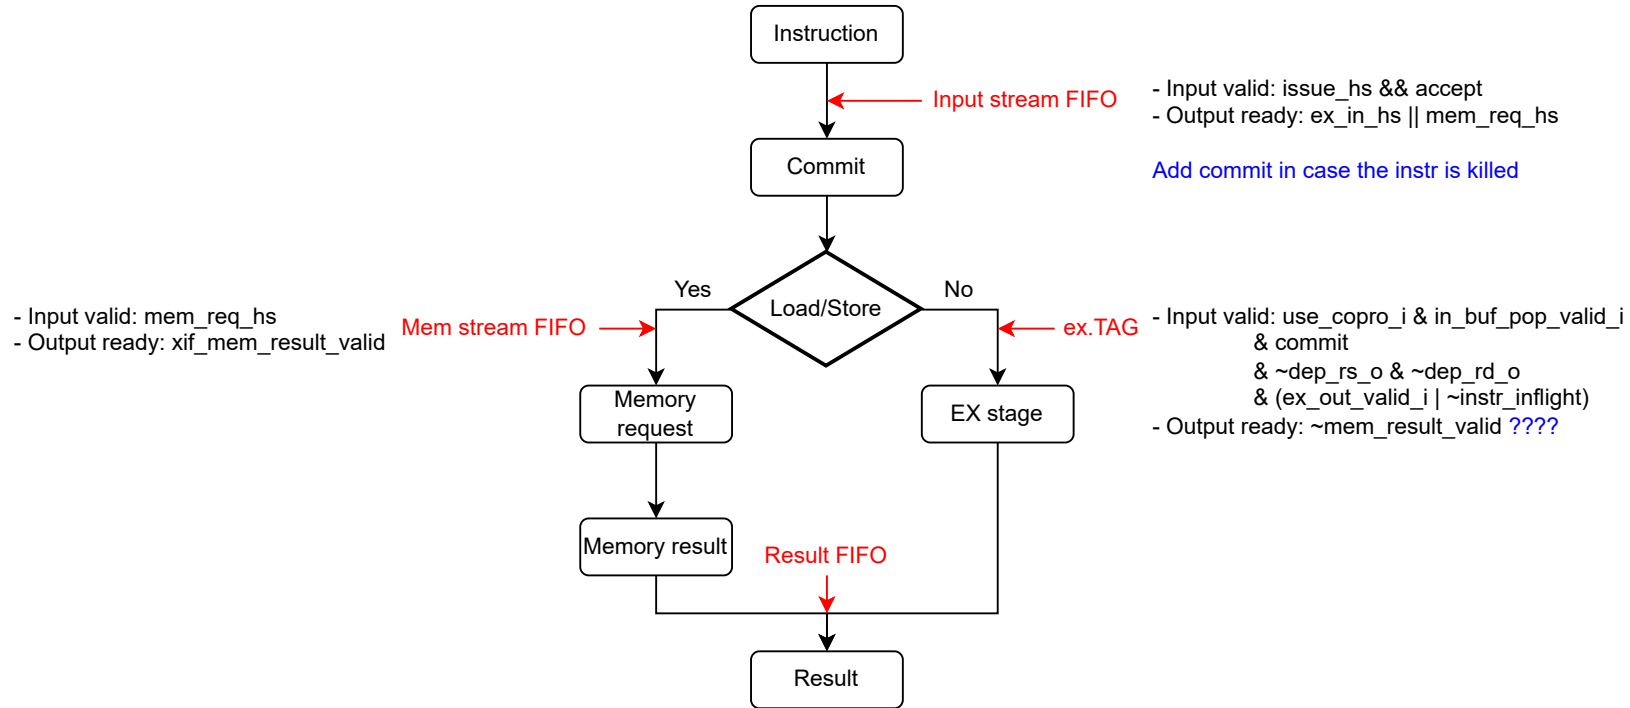 Instruction
Input stream FIFO
- Input valid: issue_hs && accept
- Output ready: ex_in_hs || mem_req_hs
Commit
Add commit in case the instr is killed
Yes
Load/Store
No
- Input valid: mem_req_hs
- Output ready: xif_mem_result_valid
Mem stream FIFO
ex.TAG
- Input valid: use_copro_i & in_buf_pop_valid_i
& commit
& ~dep_rs_o & ~dep_rd_o
& (ex_out_valid_i | ~instr_inflight)
- Output ready: ~mem_result_valid ????
Memory
request
EX stage
Memory result
Result FIFO
Result